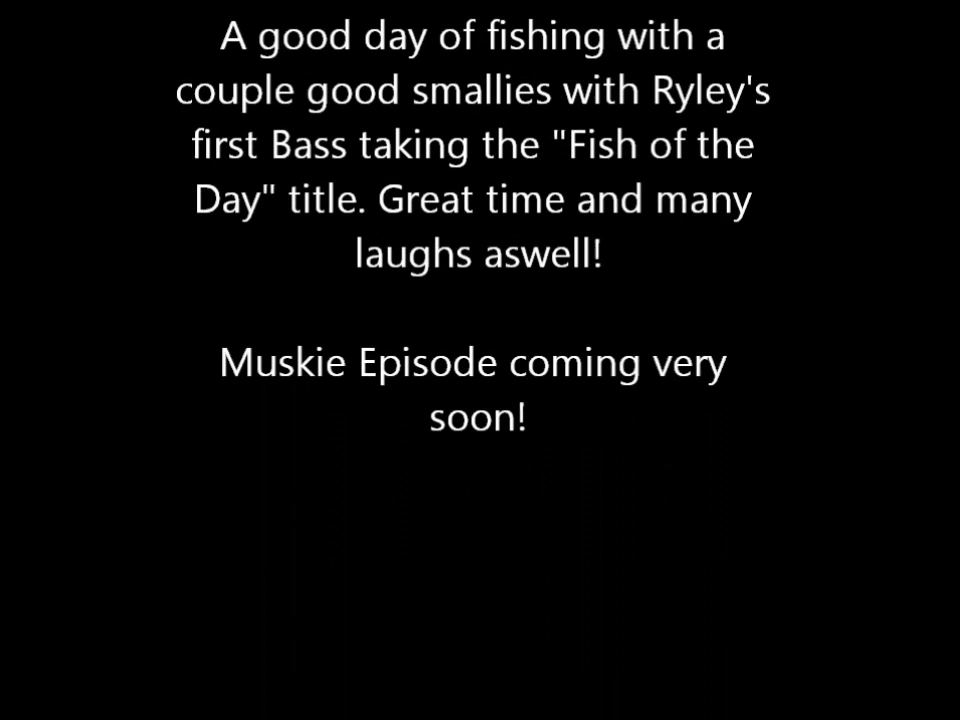 A good day of fishing with a
couple good smallies with Ryley's
first Bass taking the "Fish of the
Day" title. Great time and many
laughs aswell!
Muskie Episode coming very
soon!